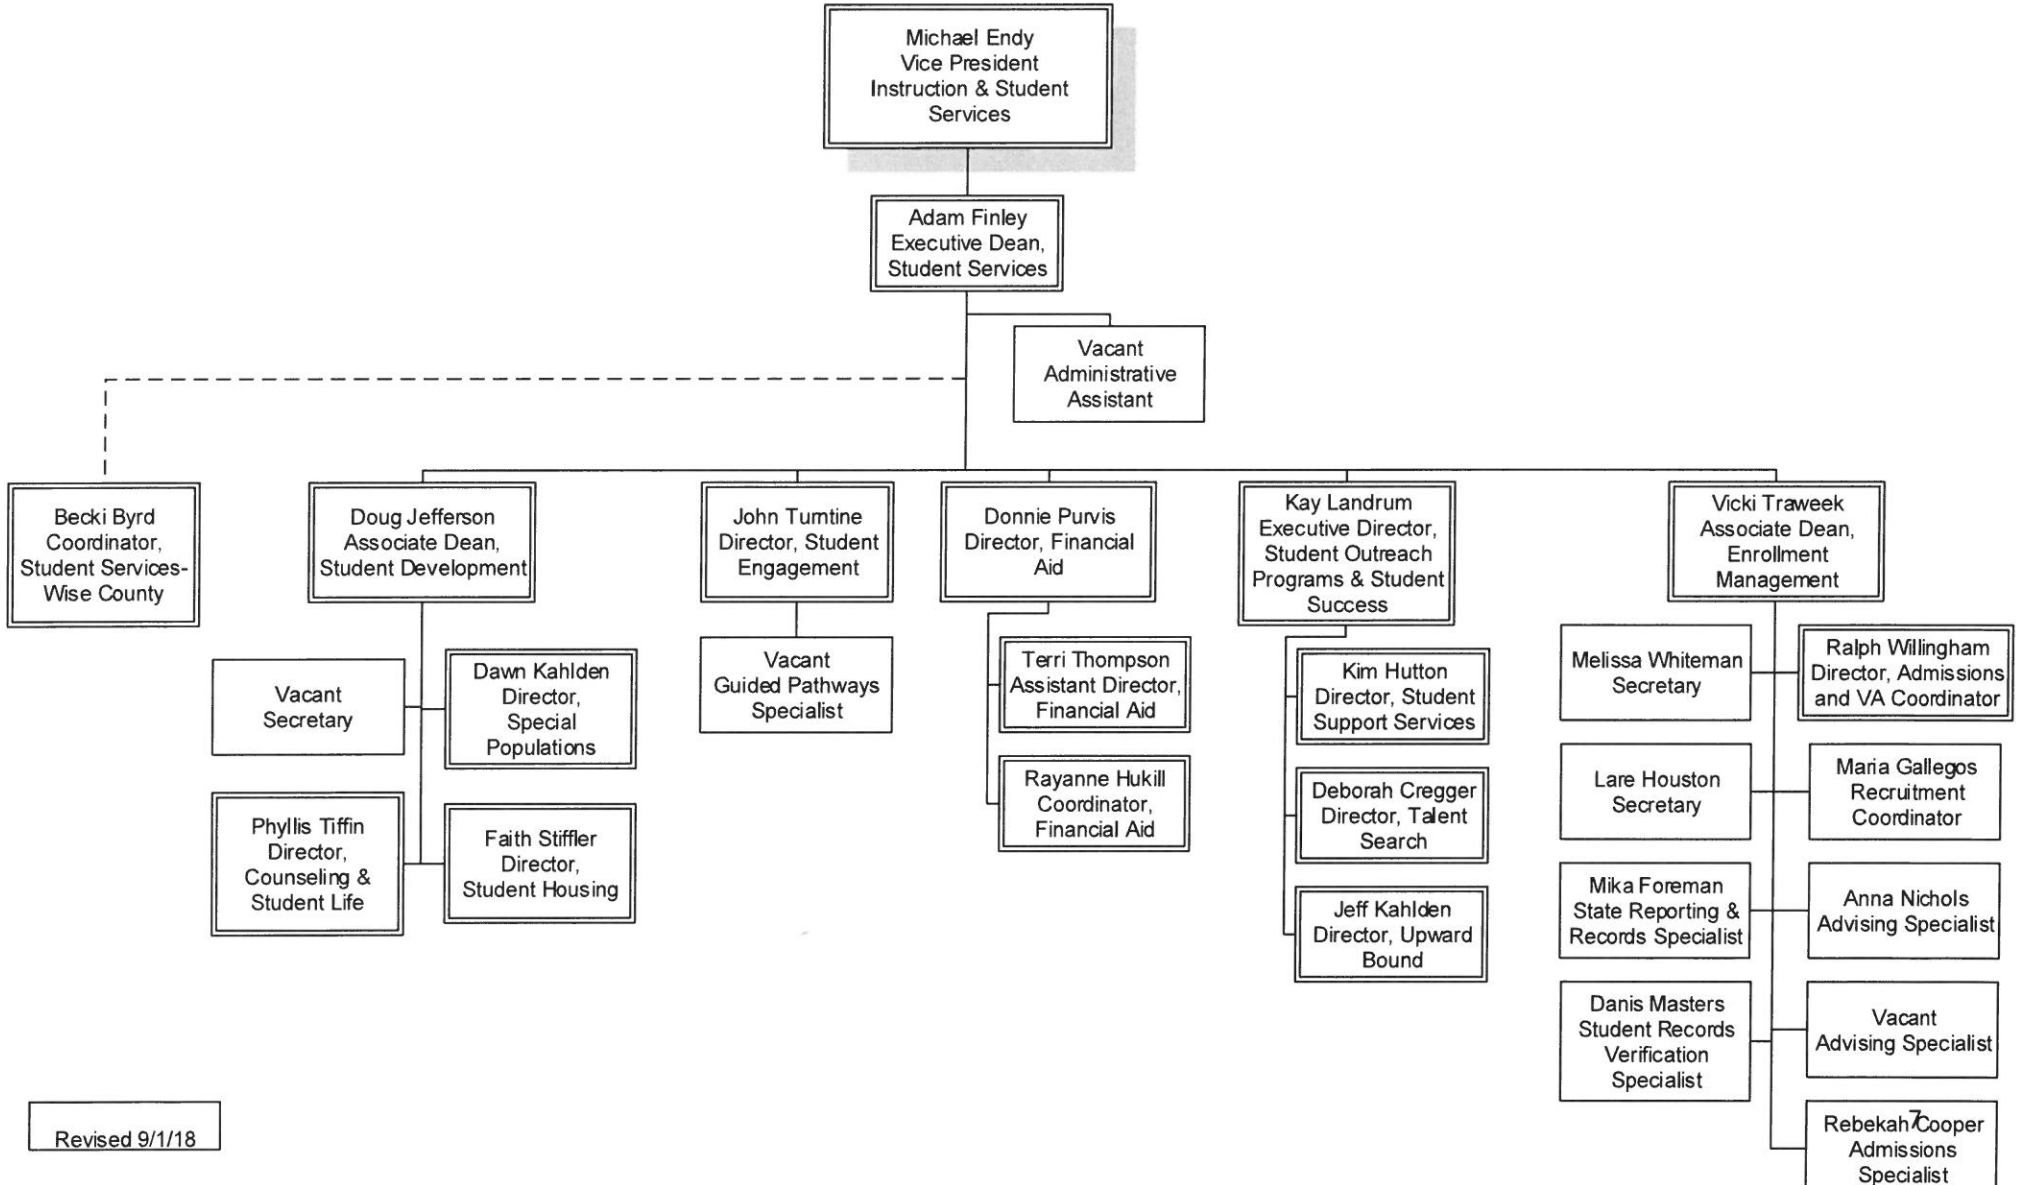 Michael Endy
Vice President
Instruction & Student
Services
Adam Finley
Executive Dean,
Student Services
Vacant
Administrative
Assistant
Becki Byrd
Coordinator,
Student Services-
Wise County
Doug Jefferson
Associate Dean,
Student Development
John Turntine
Director, Student
Engagement
Donnie Purvis
Director, Financial
Aid
Kay Landrum
Executive Director,
Student Outreach
Programs & Student
Success
Vicki Traweek
Associate Dean,
Enrollment
Management
Vacant
Secretary
Dawn Kahlden
Director,
Special
Populations
Phyllis Tiffin
Director,
Counseling &
Student Life
Faith Stiffler
Director,
Student Housing
Vacant
Guided Pathways
Specialist
Terri Thompson
Assistant Director,
Financial Aid
Rayanne Hukill
Coordinator,
Financial Aid
Kim Hutton
Director, Student
Support Services
Deborah Cregger
Director, Talent
Search
Jeff Kahlden
Director, Upward
Bound
Melissa Whiteman
Secretary
Ralph Willingham
Director, Admissions
and VA Coordinator
Lare Houston
Secretary
Maria Gallegos
Recruitment
Coordinator
Mika Foreman
State Reporting &
Records Specialist
Anna Nichols
Advising Specialist
Danis Masters
Student Records
Verification
Specialist
Vacant
Advising Specialist
Rebekah Cooper
Admissions
Specialist
7
Revised 9/1/18